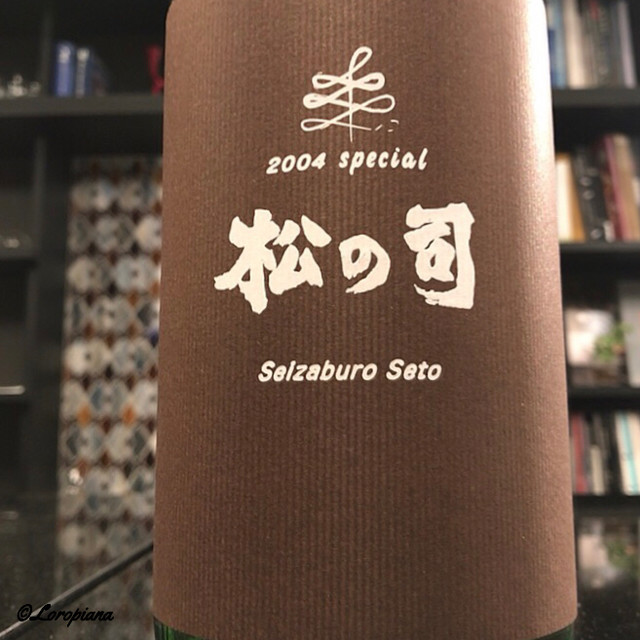 2004 special
松の司
Seizaburo Seto
©Loropiana